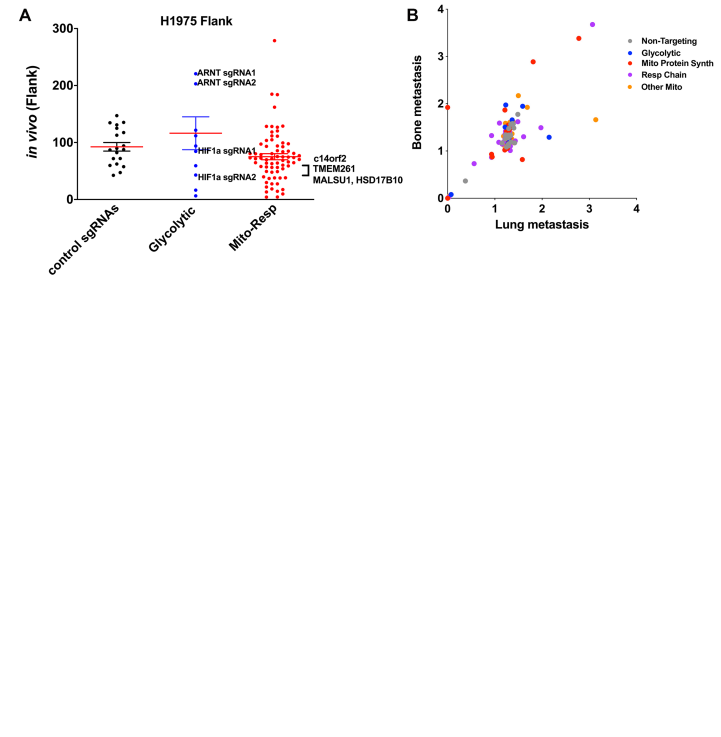 A
H1975 Flank
in vivo (Flank)
300
200
100
0
ARNT sgRNA1
ARNT sgRNA2
HIF1a sgRNA1
HIF1a sgRNA2
c14orf2
TMEM261
MALSU1, HSD17B10
control sgRNAs
Glycolytic
Mito-Resp
B
Bone metastasis
4
3
2
1
0
0
1
2
3
4
Lung metastasis
Non-Targeting
Glycolytic
Mito Protein Synth
Resp Chain
Other Mito